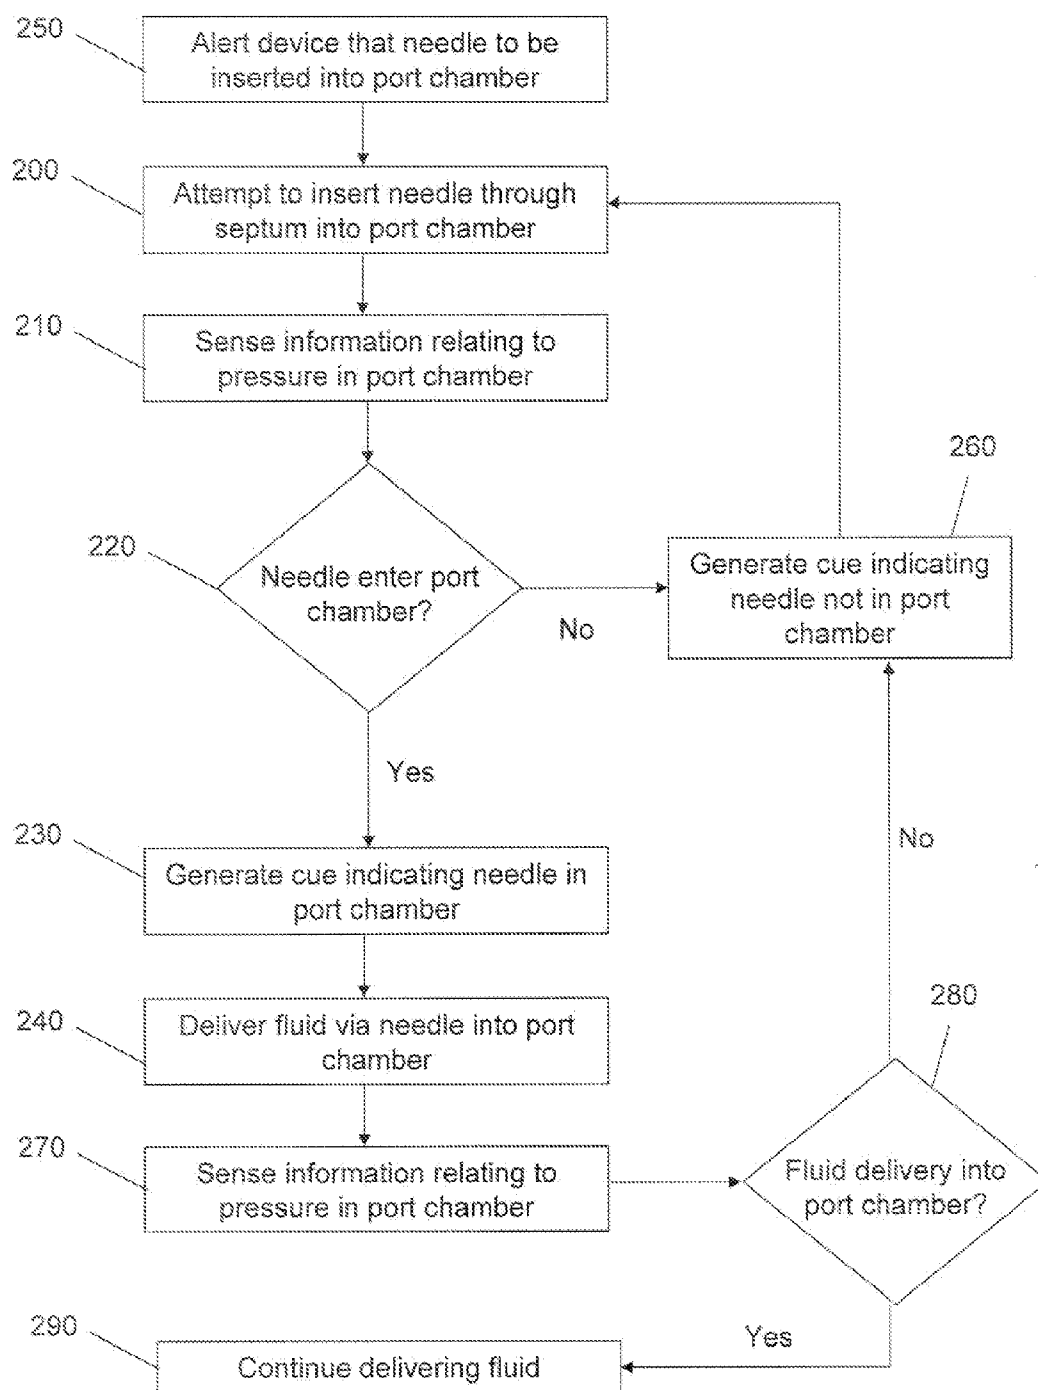 250
Alert device that needle to be
inserted into port chamber
200
Attempt to insert needle through
septum into port chamber
210
Sense information relating to
pressure in port chamber
220
Needle enter port
chamber?
No
260
Generate cue indicating
needle not in port
chamber
Yes
230
Generate cue indicating needle in
port chamber
No
240
Deliver fluid via needle into port
chamber
280
270
Sense information relating to
pressure in port chamber
Fluid delivery into
port chamber?
290
Continue delivering fluid
Yes